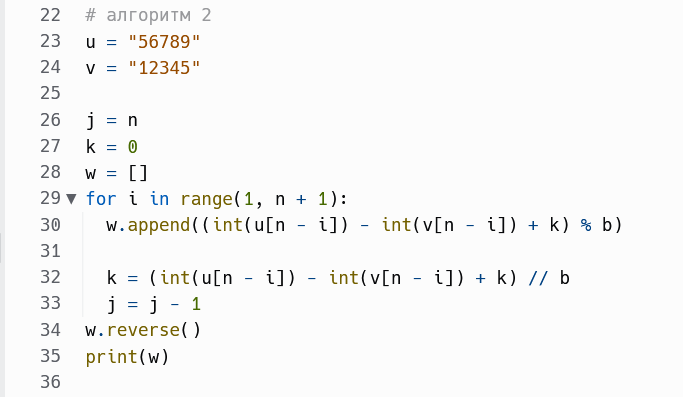 22 # алгоритм 2
23 u = "56789"
24 v = "12345"
25
26 j = n
27 k = 0
28 w = []
29 for i in range(1, n + 1):
30   w.append((int(u[n - i]) - int(v[n - i]) + k) % b)
31
32   k = (int(u[n - i]) - int(v[n - i]) + k) // b
33   j = j - 1
34 w.reverse()
35 print(w)
36